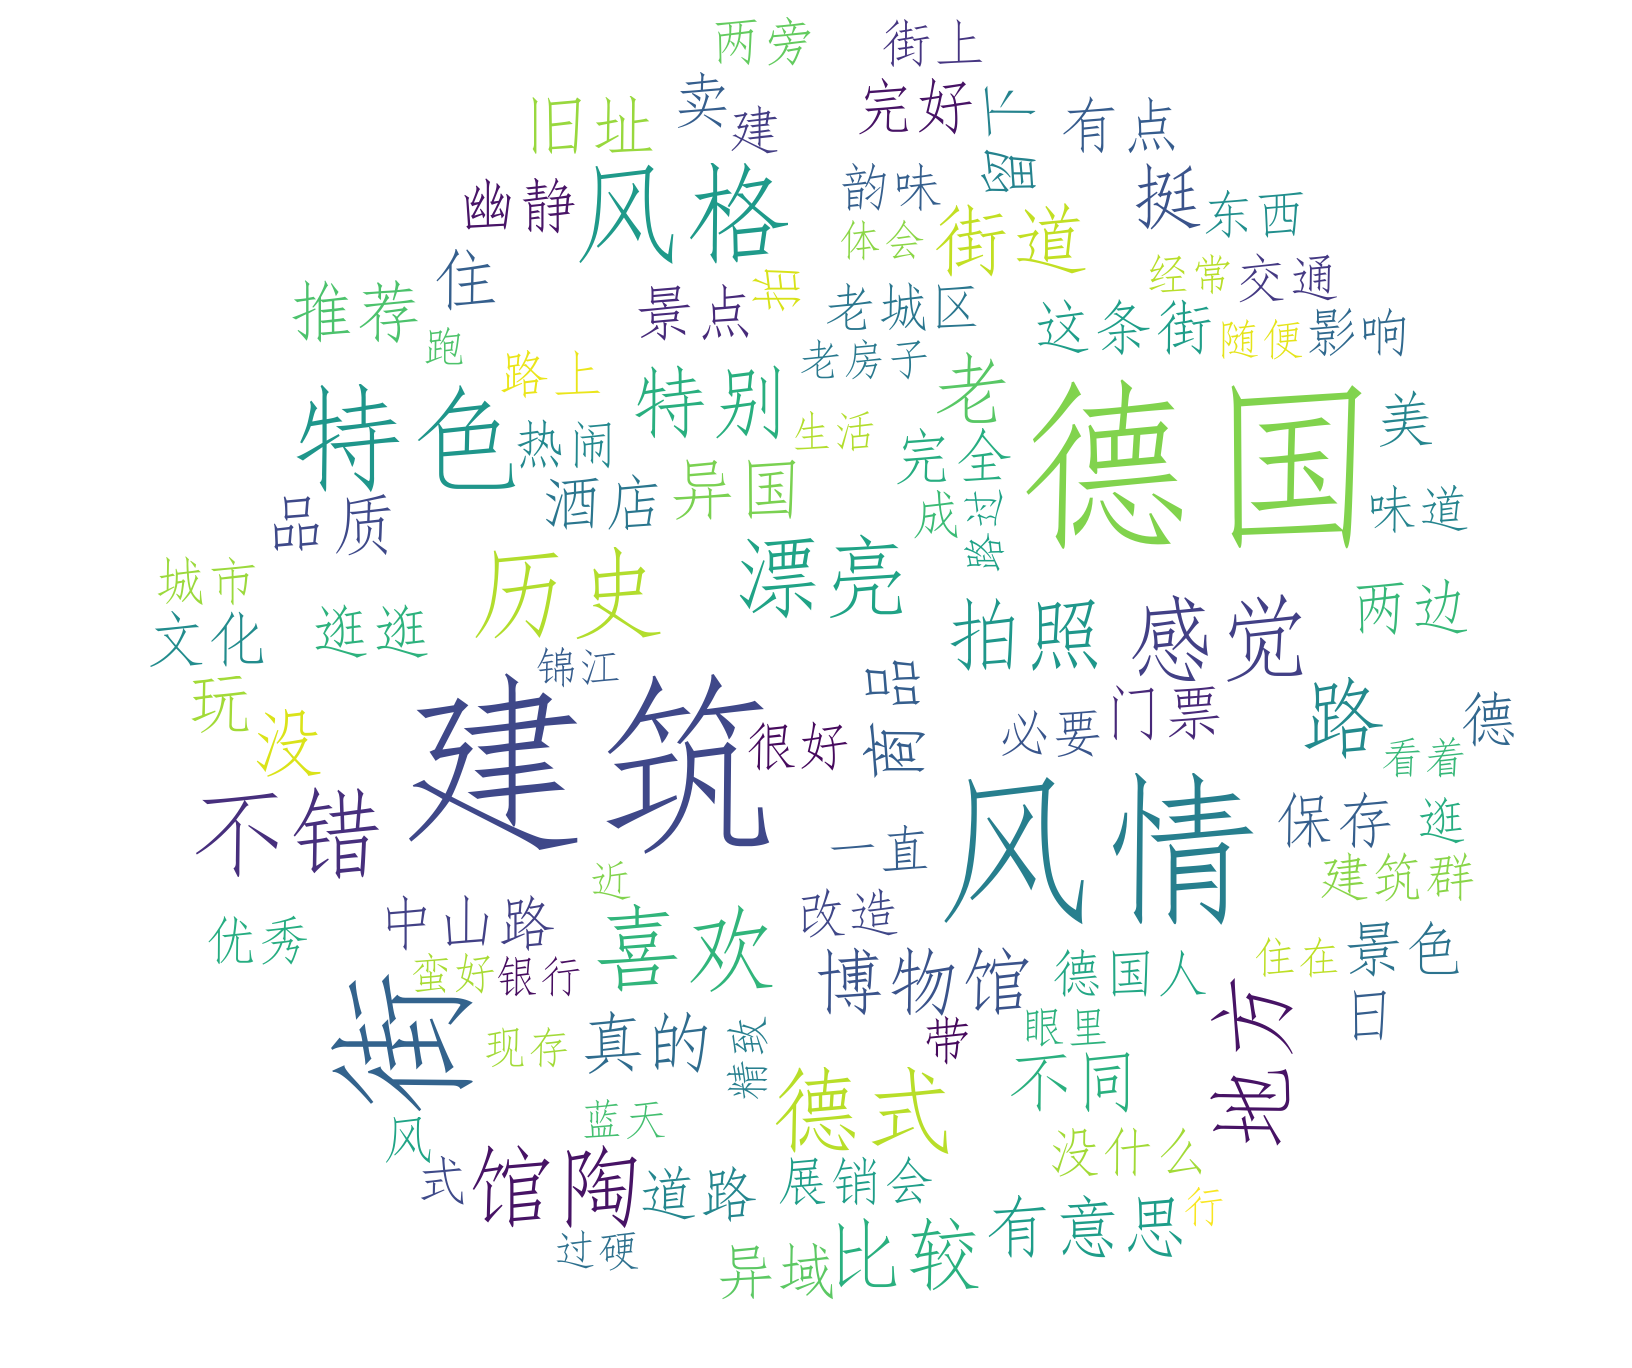 两旁
街上
卖
建
完好
留下
旧址
有点
幽静
风格
韵味
挺
东西
体会
街道
住
推荐
景点
拍
老城区
经常
交通
跑
路上
老房子
这条街
随便
影响
特色
特别
老
德国
美
热闹
生活
完全
品质
酒店
异国
成
路过
味道
城市
历史
漂亮
文化
逛逛
拍照
感觉
两边
锦江
玩
没
建筑
很好
商品
必要
门票
路
德
看着
不错
风情
保存
逛
一直
建筑群
近
优秀
中山路
喜欢
改造
住在
景色
蛮好
银行
博物馆
德国人
地方
日
街
现存
真的
精致
带
眼里
不同
蓝天
德式
风
式
馆陶
道路
展销会
没什么
过硬
异域
比较
有意思
行